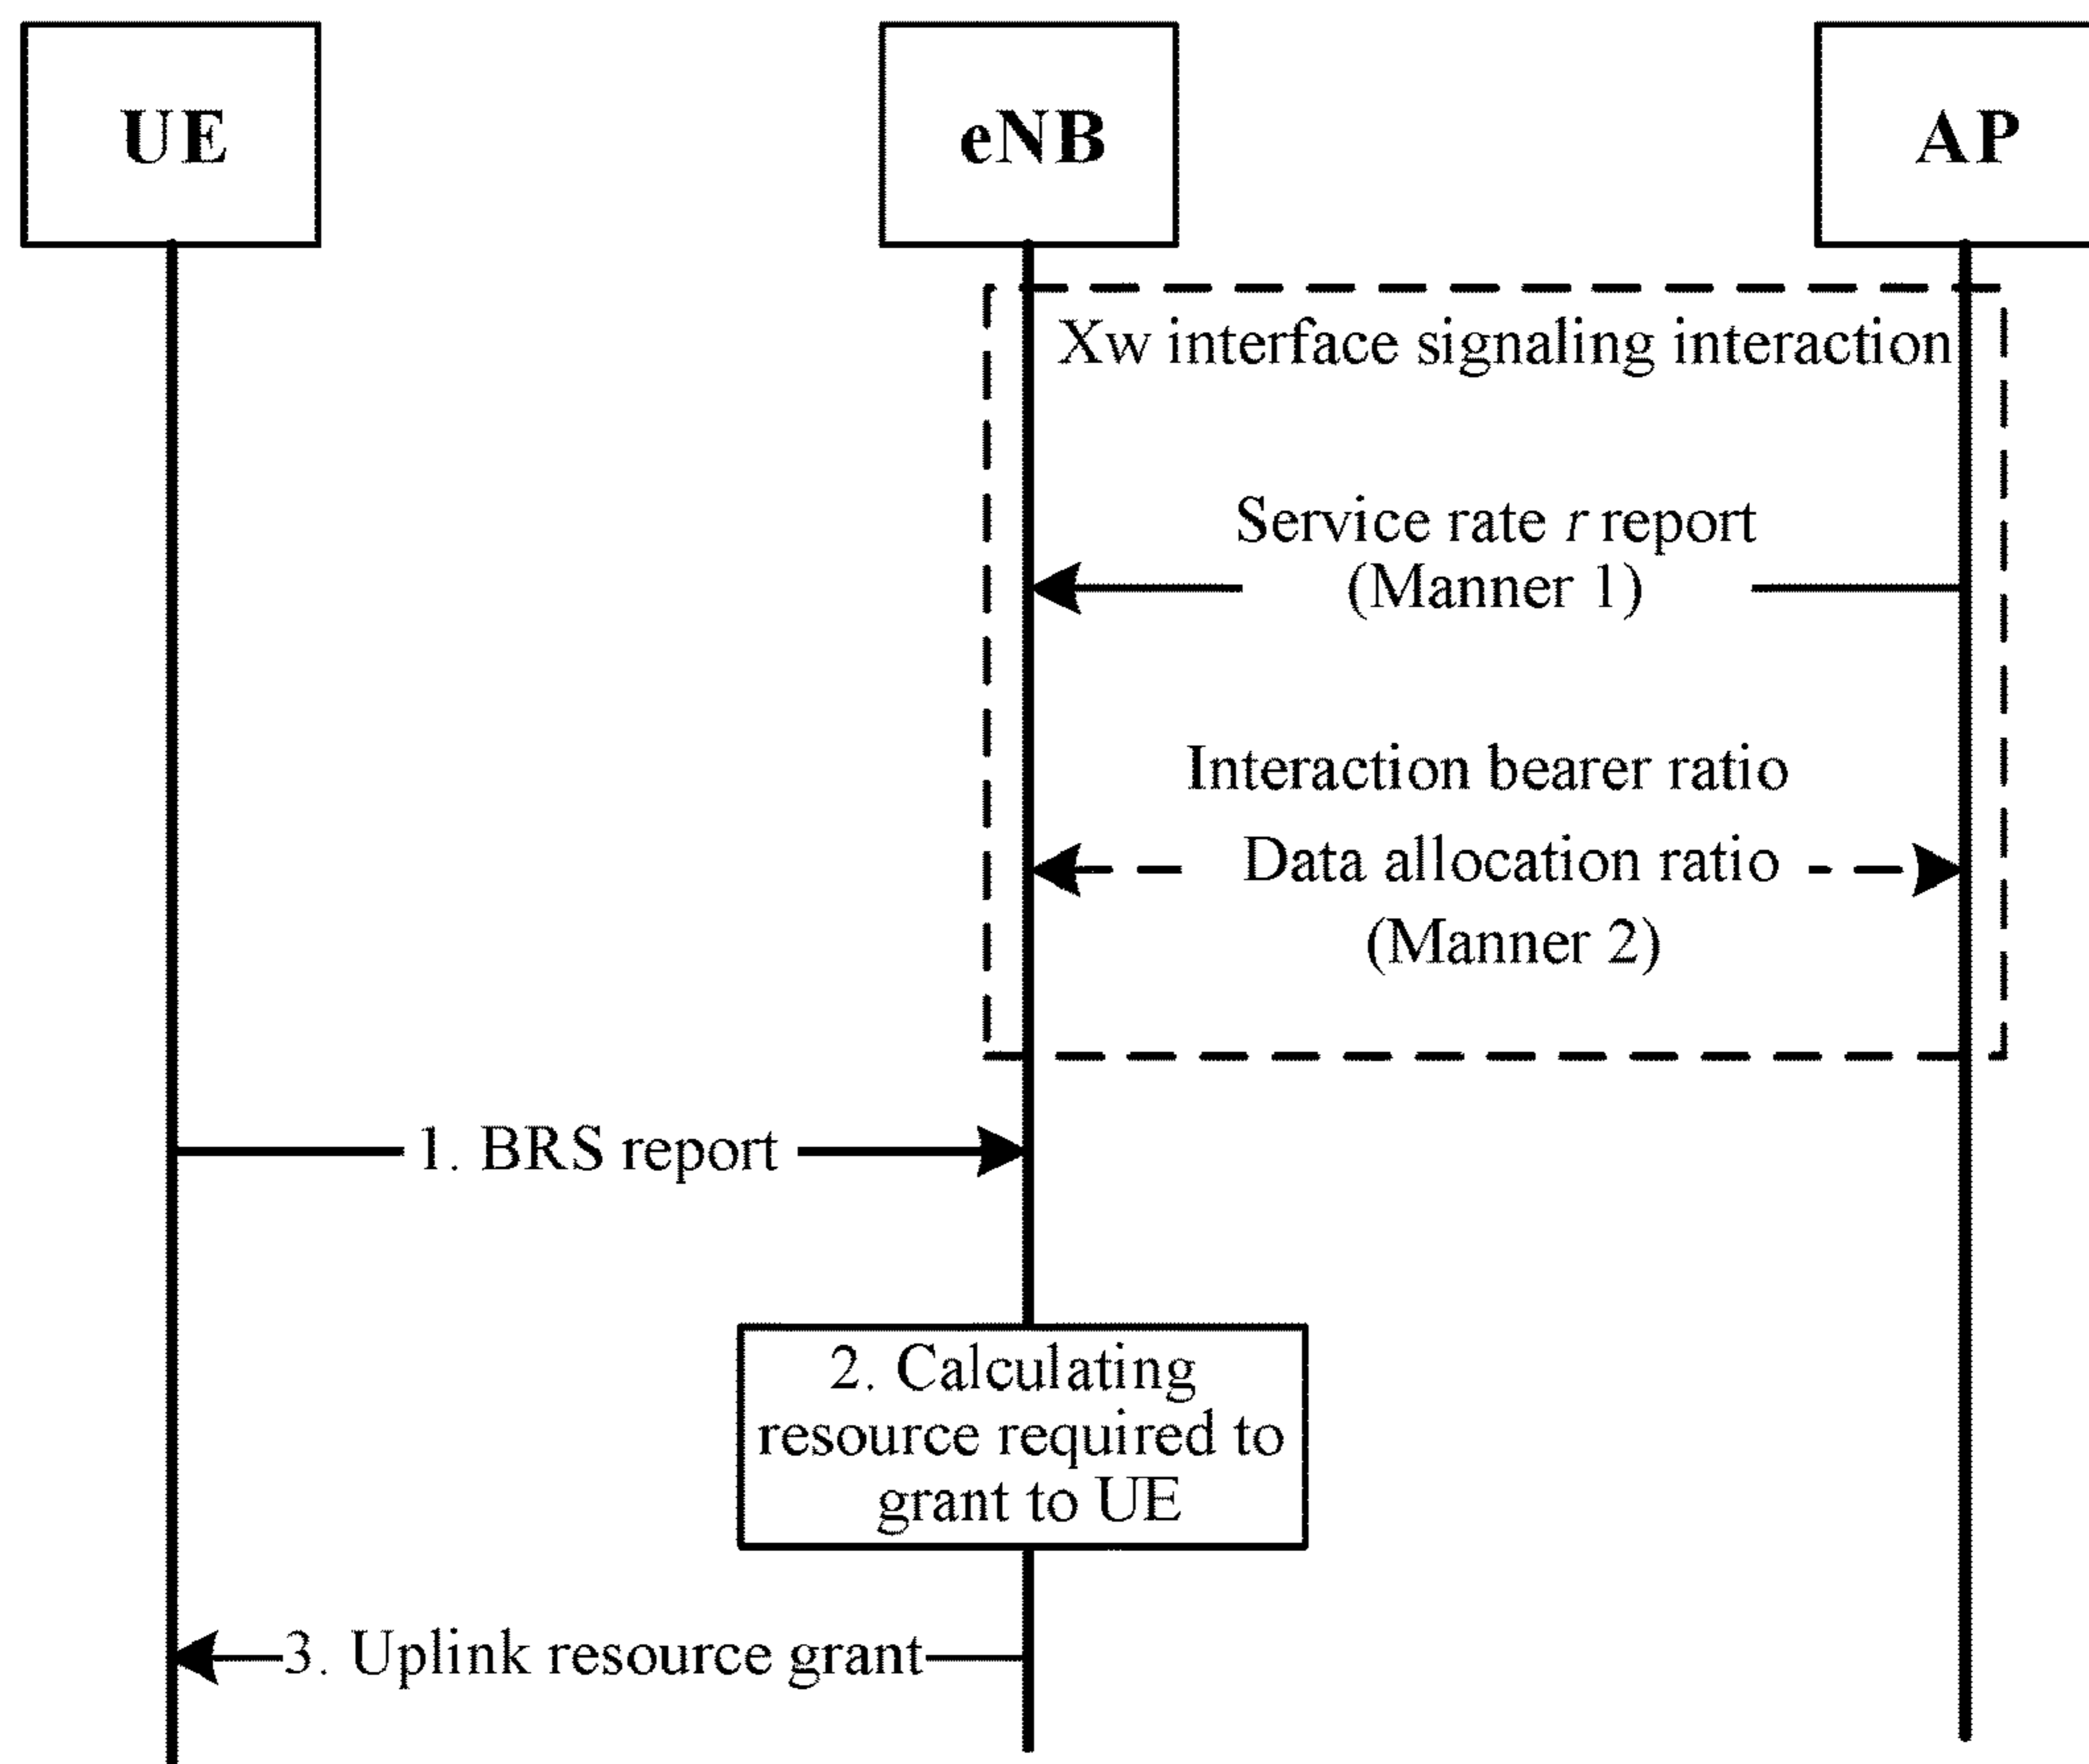 UE
eNB
AP
Xw interface signaling interaction
Service rate r report
(Manner 1)
Interaction bearer ratio
Data allocation ratio
(Manner 2)
1. BRS report
2. Calculating
resource required to
grant to UE
3. Uplink resource grant